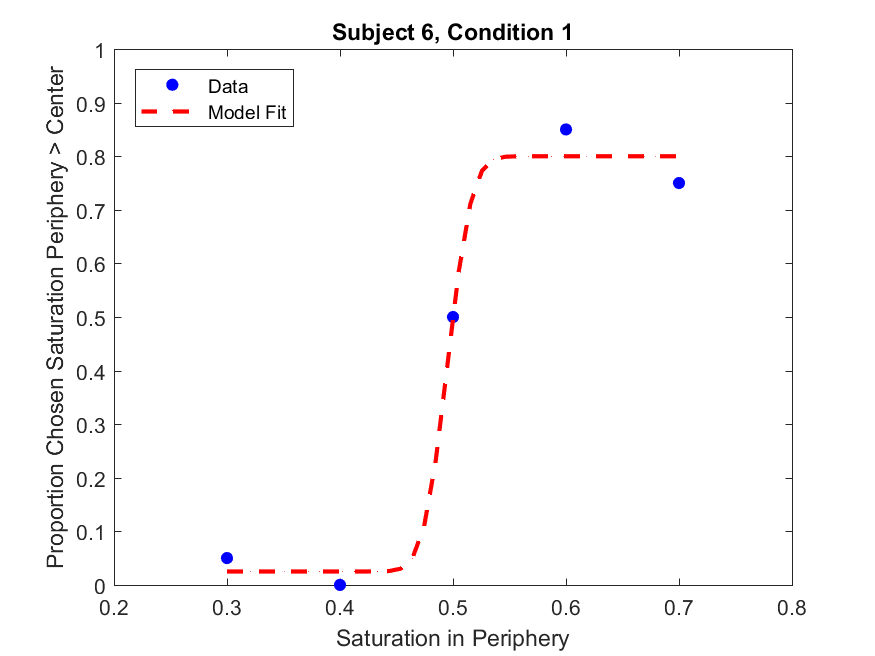 Subject 6, Condition 1
Proportion Chosen Saturation Periphery > Center
1
0.9
0.8
0.7
0.6
0.5
0.4
0.3
0.2
0.1
0
Data
Model Fit
0.2 0.3 0.4 0.5 0.6 0.7 0.8
Saturation in Periphery